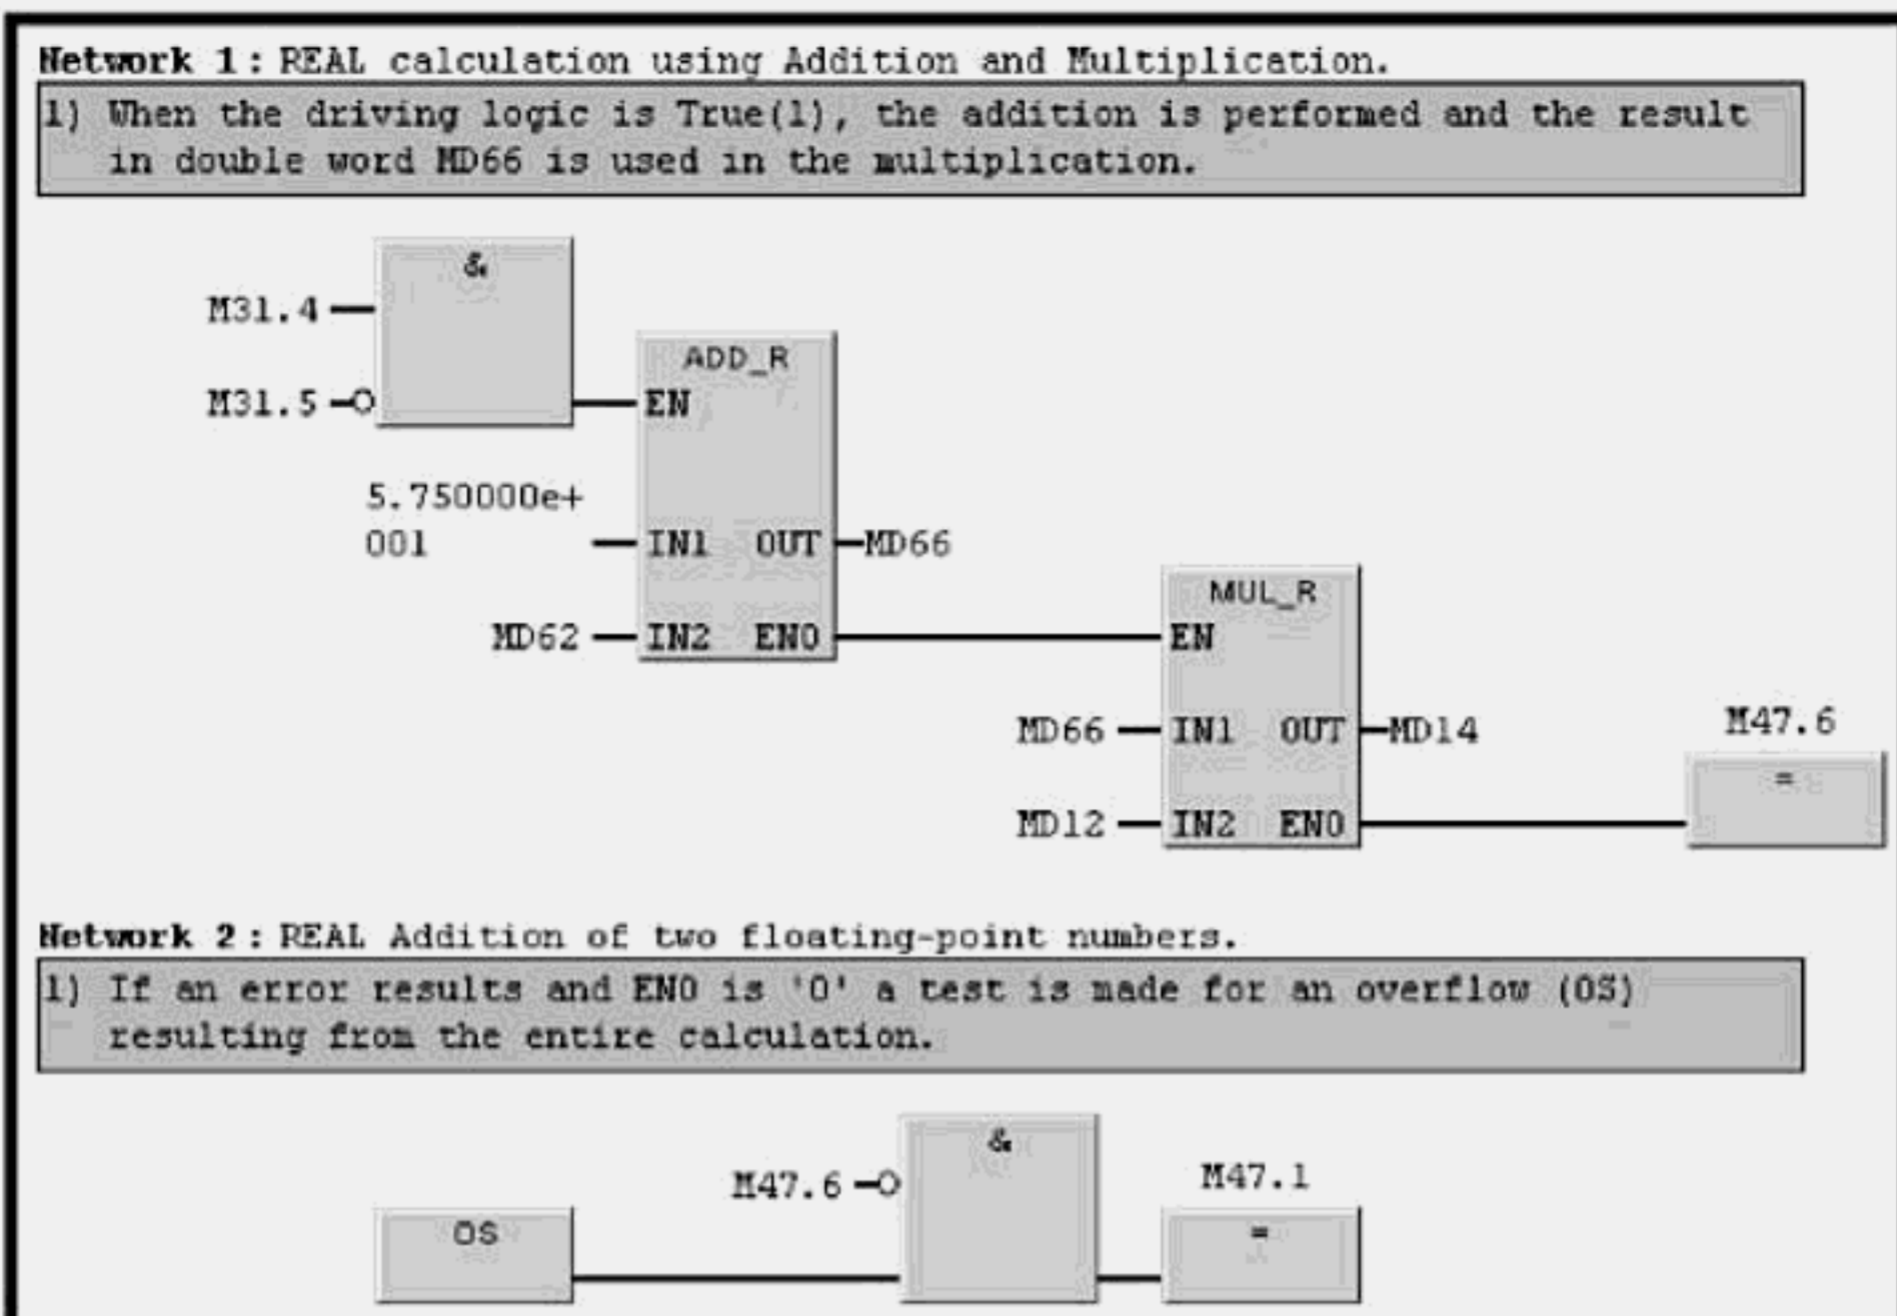 Network 1: REAL calculation using Addition and Multiplication.
1) When the driving logic is True(1), the addition is performed and the result
in double word MD66 is used in the multiplication.
&
M31.4
ADD_R
M31.5
EN
5.750000e+
001
IN1 OUT
MD66
MUL_R
MD62
IN2 ENO
EN
MD66
IN1 OUT
MD14
M47.6
=
MD12
IN2 ENO
Network 2: REAL Addition of two floating-point numbers.
1) If an error results and ENO is '0' a test is made for an overflow (OS)
resulting from the entire calculation.
&
M47.6
M47.1
OS
=